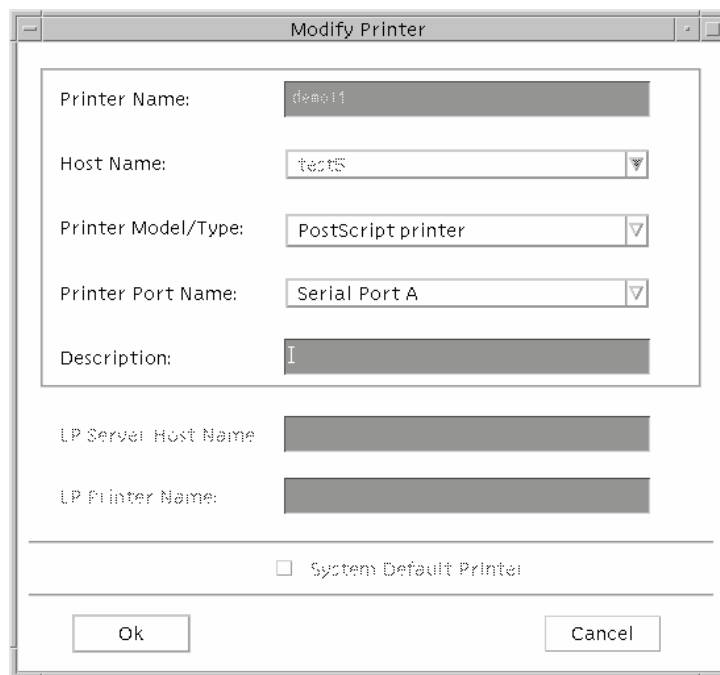 Modify Printer
Printer Name: demo11
Host Name: test5
Printer Model/Type: PostScript printer
Printer Port Name: Serial Port A
Description:
LP Server Host Name
LP Printer Name:
System Default Printer
Ok Cancel